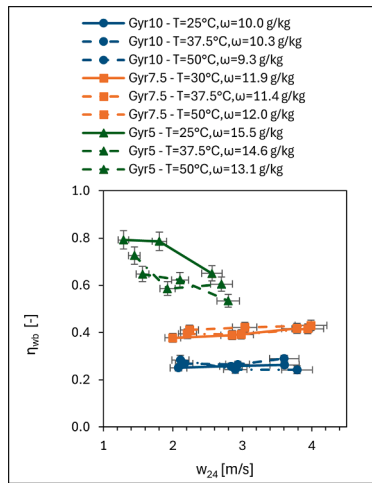 Gyr10 - T=25°C,ω=10.0 g/kg
Gyr10 - T=37.5°C,ω=10.3 g/kg
Gyr10 - T=50°C,ω=9.3 g/kg
Gyr7.5 - T=30°C,ω=11.9 g/kg
Gyr7.5 - T=37.5°C,ω=11.4 g/kg
Gyr7.5 - T=50°C,ω=12.0 g/kg
Gyr5 - T=25°C,ω=15.5 g/kg
Gyr5 - T=37.5°C,ω=14.6 g/kg
Gyr5 - T=50°C,ω=13.1 g/kg
1.0
0.8
0.6
0.4
0.2
0.0
ηwb [-]
1 2 3 4
w24 [m/s]